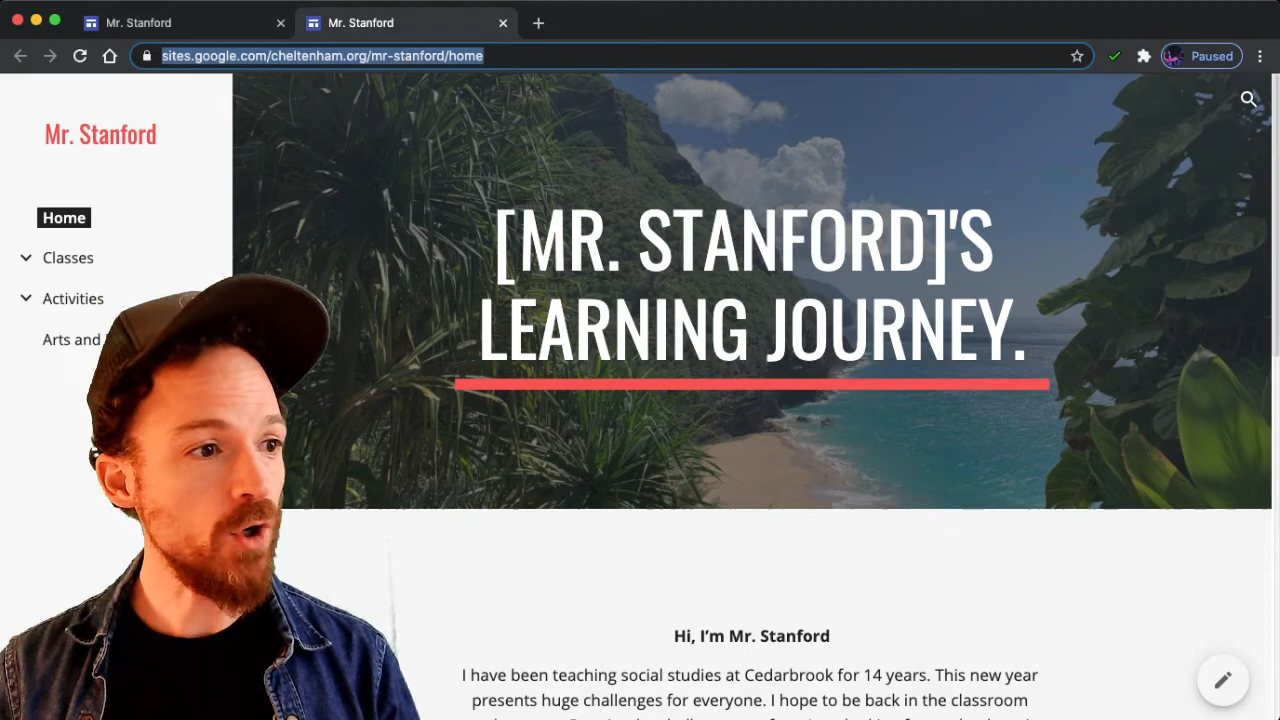 Mr. Stanford
Mr. Stanford
sites.google.com/cheltenham.org/mr-stanford/home
Paused
Mr. Stanford
Home
Classes
Activities
Arts and
[MR. STANFORD]'S
LEARNING JOURNEY.
Hi, I'm Mr. Stanford
I have been teaching social studies at Cedarbrook for 14 years. This new year
presents huge challenges for everyone. I hope to be back in the classroom